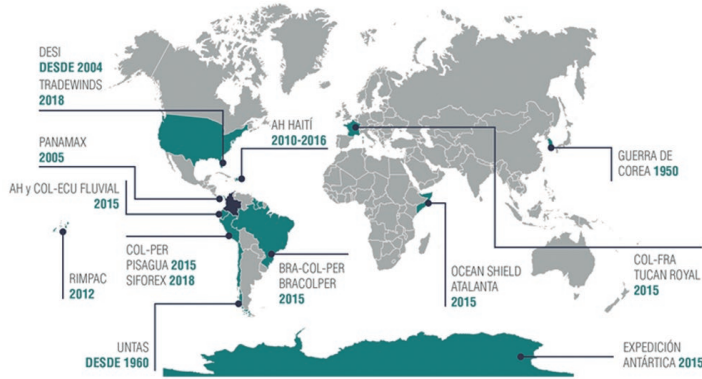 DESI
DESDE 2004
TRADEWINDS
2018
PANAMAX
2005
AH y COL-ECU FLUVIAL
2015
AH HAITÍ
2010-2016
GUERRA DE
COREA 1950
RIMPAC
2012
COL-PER
PISAGUA 2015
SIFOREX 2018
BRA-COL-PER
BRACOLPER
2015
OCEAN SHIELD
ATALANTA
2015
COL-FRA
TUCAN ROYAL
2015
UNTAS
DESDE 1960
EXPEDICIÓN
ANTÁRTICA 2015